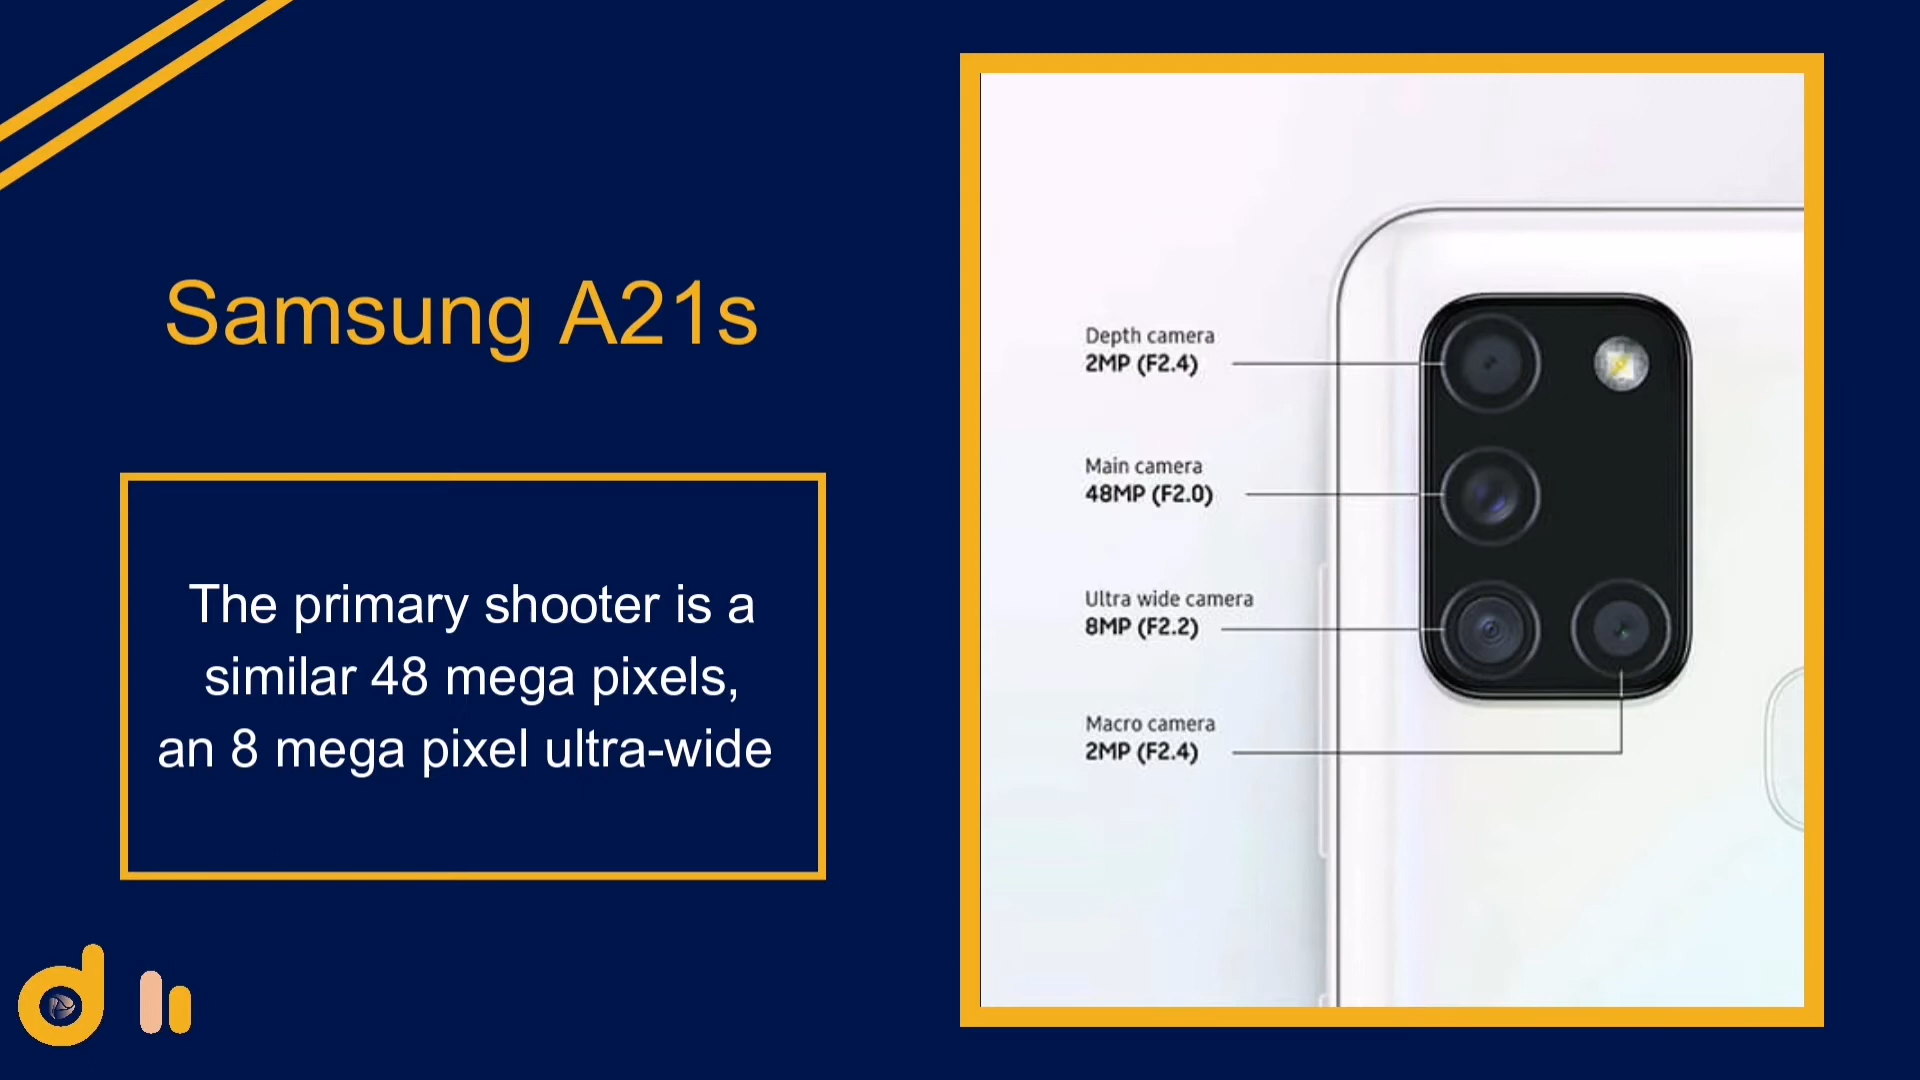 Samsung A21s
The primary shooter is a
similar 48 mega pixels,
an 8 mega pixel ultra-wide
Depth camera
2MP (F2.4)
Main camera
48MP (F2.0)
Ultra wide camera
8MP (F2.2)
Macro camera
2MP (F2.4)